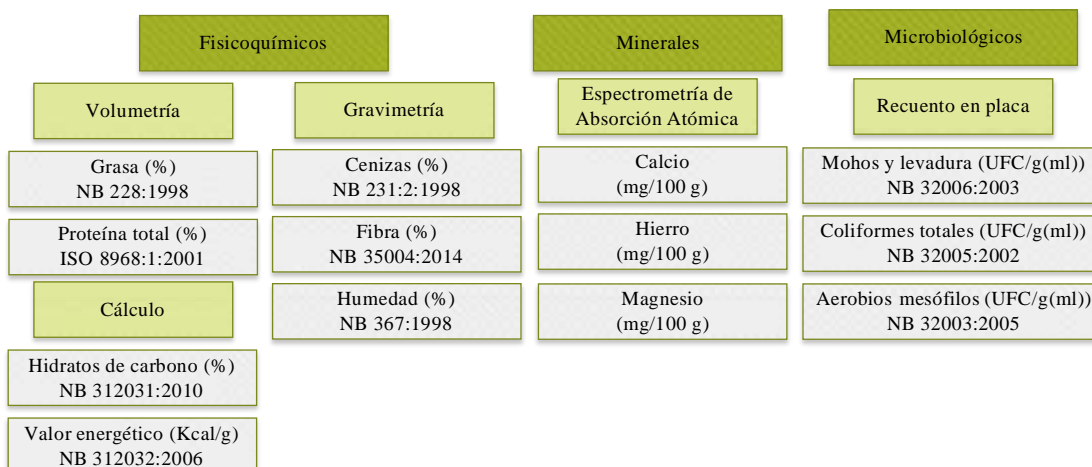 Fisicoquímicos
Volumetría
Grasa (%)
NB 228:1998
Proteína total (%)
ISO 8968:1:2001
Cálculo
Hidratos de carbono (%)
NB 312031:2010
Valor energético (Kcal/g)
NB 312032:2006
Gravimetría
Cenizas (%)
NB 231:2:1998
Fibra (%)
NB 35004:2014
Humedad (%)
NB 367:1998
Minerales
Espectrometría de
Absorción Atómica
Calcio
(mg/100 g)
Hierro
(mg/100 g)
Magnesio
(mg/100 g)
Microbiológicos
Recuento en placa
Mohos y levadura (UFC/g(ml))
NB 32006:2003
Coliformes totales (UFC/g(ml))
NB 32005:2002
Aerobios mesófilos (UFC/g(ml))
NB 32003:2005